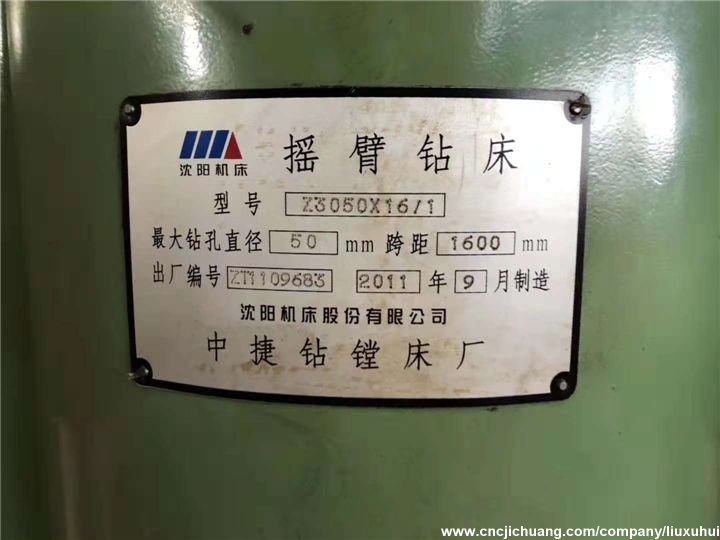 沈阳机床
摇臂钻床
型号 Z3050X16/1
最大钻孔直径 50 mm 跨距 1600 mm
出厂编号 ZT1109683 2011 年 9 月制造
沈阳机床股份有限公司
中捷钻镗床厂
www.cncjichuang.com/company/liuxuhui